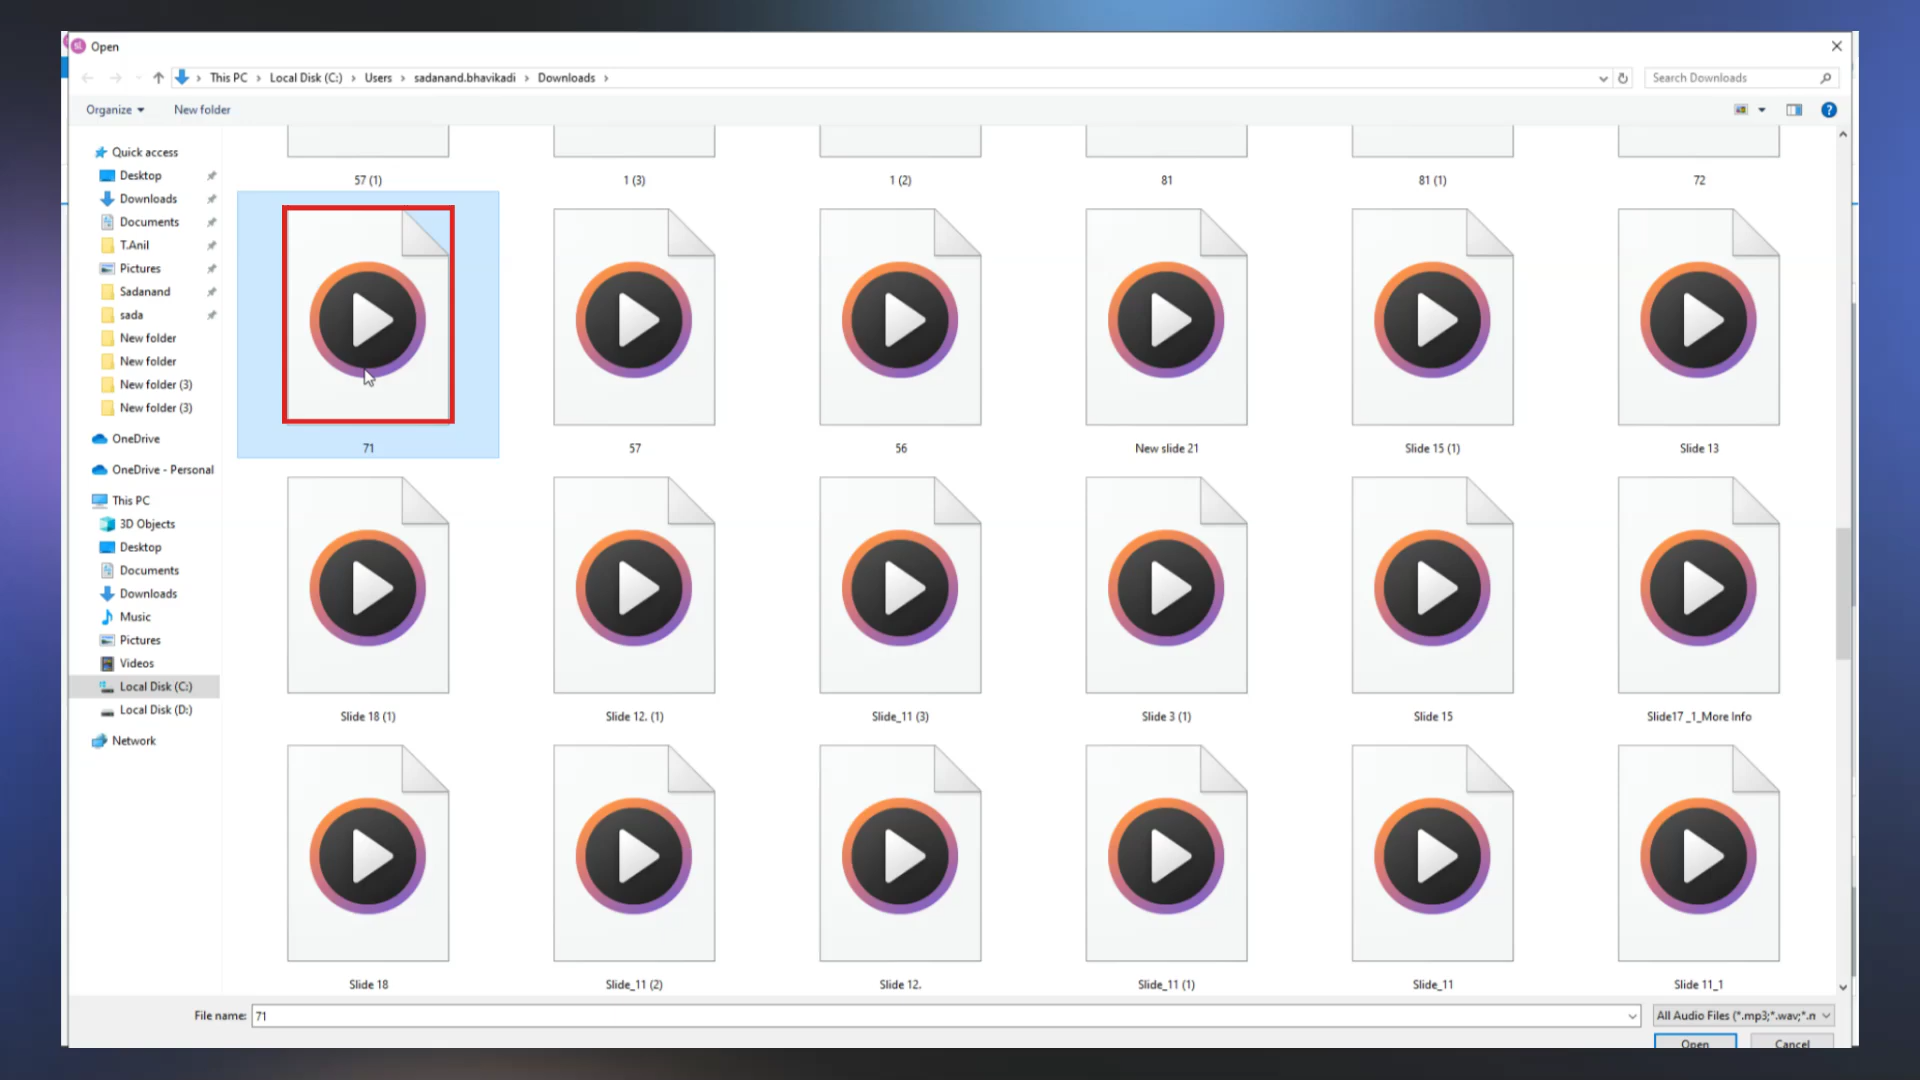 Open
This PC > Local Disk (C:) > Users > sadanand.bhavikadi > Downloads >
Search Downloads
Organize
New folder
Quick access
Desktop
Downloads
Documents
T.Anil
Pictures
Sadanand
sada
New folder
New folder
New folder (3)
New folder (3)
OneDrive
OneDrive - Personal
This PC
3D Objects
Desktop
Documents
Downloads
Music
Pictures
Videos
Local Disk (C:)
Local Disk (D:)
Network
57 (1) 1 (3) 1 (2) 81 81 (1) 72
71 57 56 New slide 21 Slide 15 (1) Slide 13
Slide 18 (1) Slide 12. (1) Slide_11 (3) Slide 3 (1) Slide 15 Slide17 _1_More Info
Slide 18 Slide_11 (2) Slide 12. Slide_11 (1) Slide_11 Slide 11_1
File name: 71
All Audio Files (*.mp3;*.wav;*.n
Open Cancel